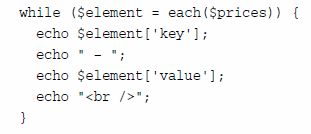 while ($element = each($prices)) {
  echo $element['key'];
  echo " – ";
  echo $element['value'];
  echo "<br />";
}